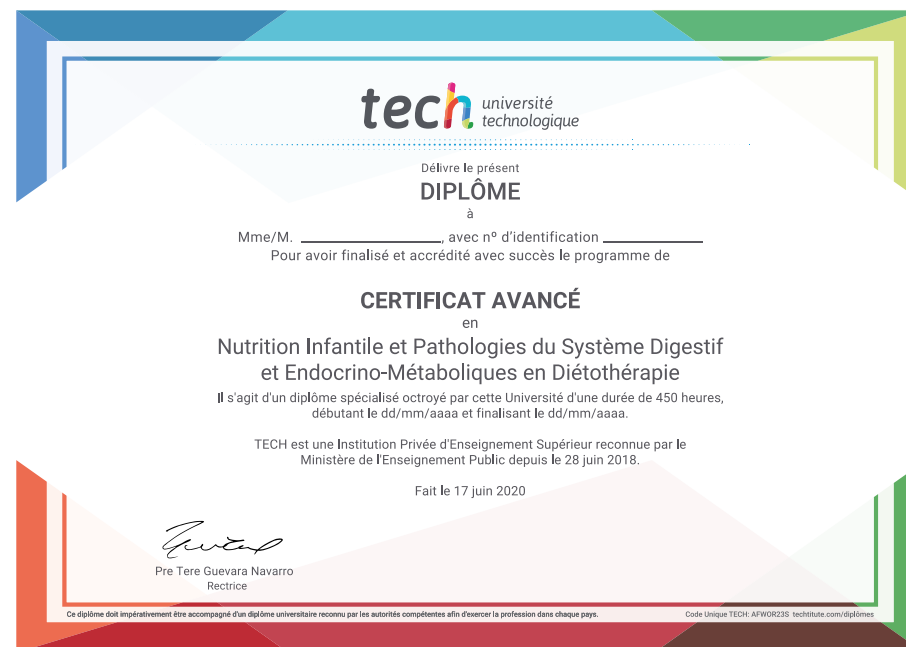 tech université
technologique
Délivre le présent
DIPLÔME
à
Mme/M. ____________________, avec nº d'identification ______________
Pour avoir finalisé et accrédité avec succès le programme de
CERTIFICAT AVANCÉ
en
Nutrition Infantile et Pathologies du Système Digestif
et Endocrino-Métaboliques en Diétothérapie
Il s'agit d'un diplôme spécialisé octroyé par cette Université d'une durée de 450 heures,
débutant le dd/mm/aaaa et finalisant le dd/mm/aaaa.
TECH est une Institution Privée d'Enseignement Supérieur reconnue par le
Ministère de l'Enseignement Public depuis le 28 juin 2018.
Fait le 17 juin 2020
Pre Tere Guevara Navarro
Rectrice
Ce diplôme doit impérativement être accompagné d'un diplôme universitaire reconnu par les autorités compétentes afin d'exercer la profession dans chaque pays.
Code Unique TECH: AFWOR23S techtitute.com/diplômes